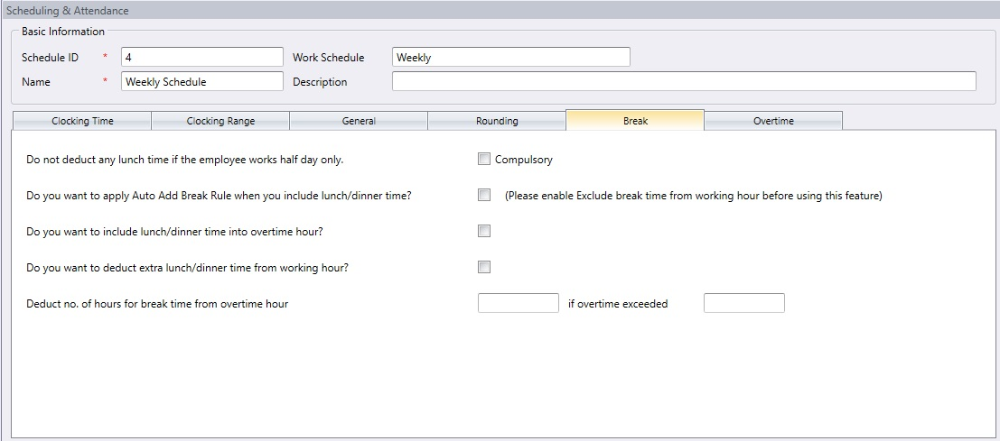 Scheduling & Attendance
Basic Information
Schedule ID * 4 Work Schedule Weekly
Name * Weekly Schedule Description
Clocking Time Clocking Range General Rounding Break Overtime
Do not deduct any lunch time if the employee works half day only. Compulsory
Do you want to apply Auto Add Break Rule when you include lunch/dinner time? (Please enable Exclude break time from working hour before using this feature)
Do you want to include lunch/dinner time into overtime hour?
Do you want to deduct extra lunch/dinner time from working hour?
Deduct no. of hours for break time from overtime hour if overtime exceeded